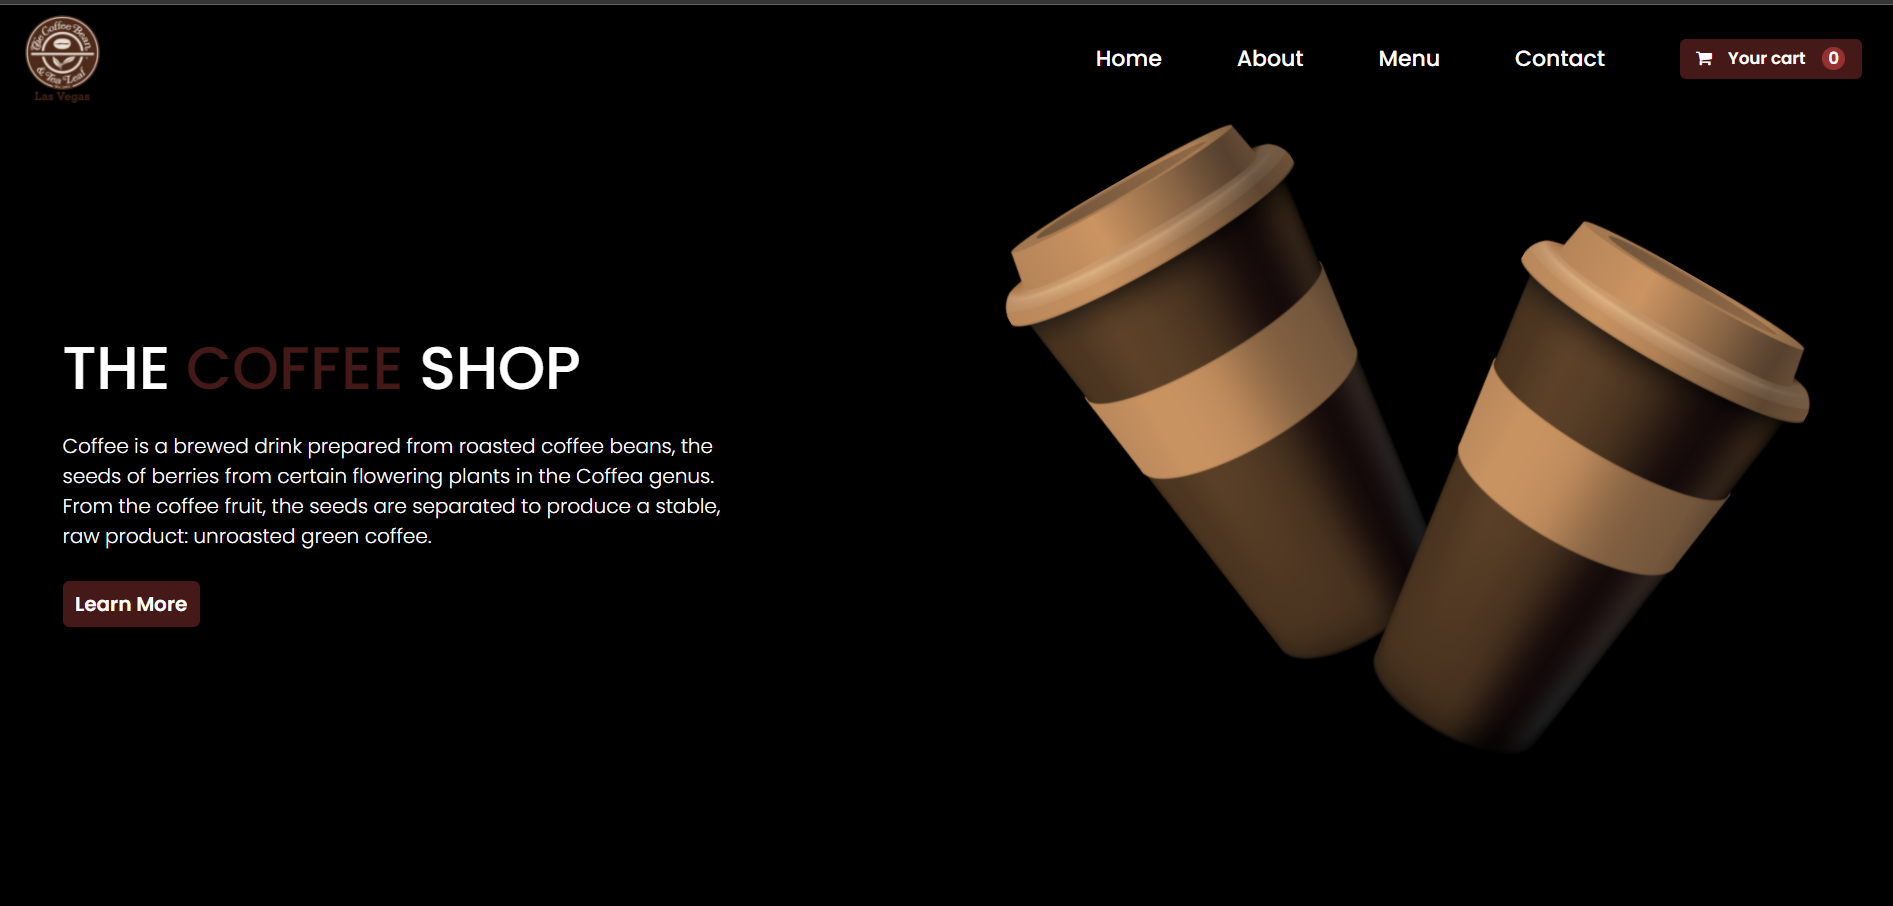 The Coffee Bean
& Tea Leaf
Las Vegas
Home About Menu Contact Your cart 0
THE COFFEE SHOP
Coffee is a brewed drink prepared from roasted coffee beans, the
seeds of berries from certain flowering plants in the Coffea genus.
From the coffee fruit, the seeds are separated to produce a stable,
raw product: unroasted green coffee.
Learn More